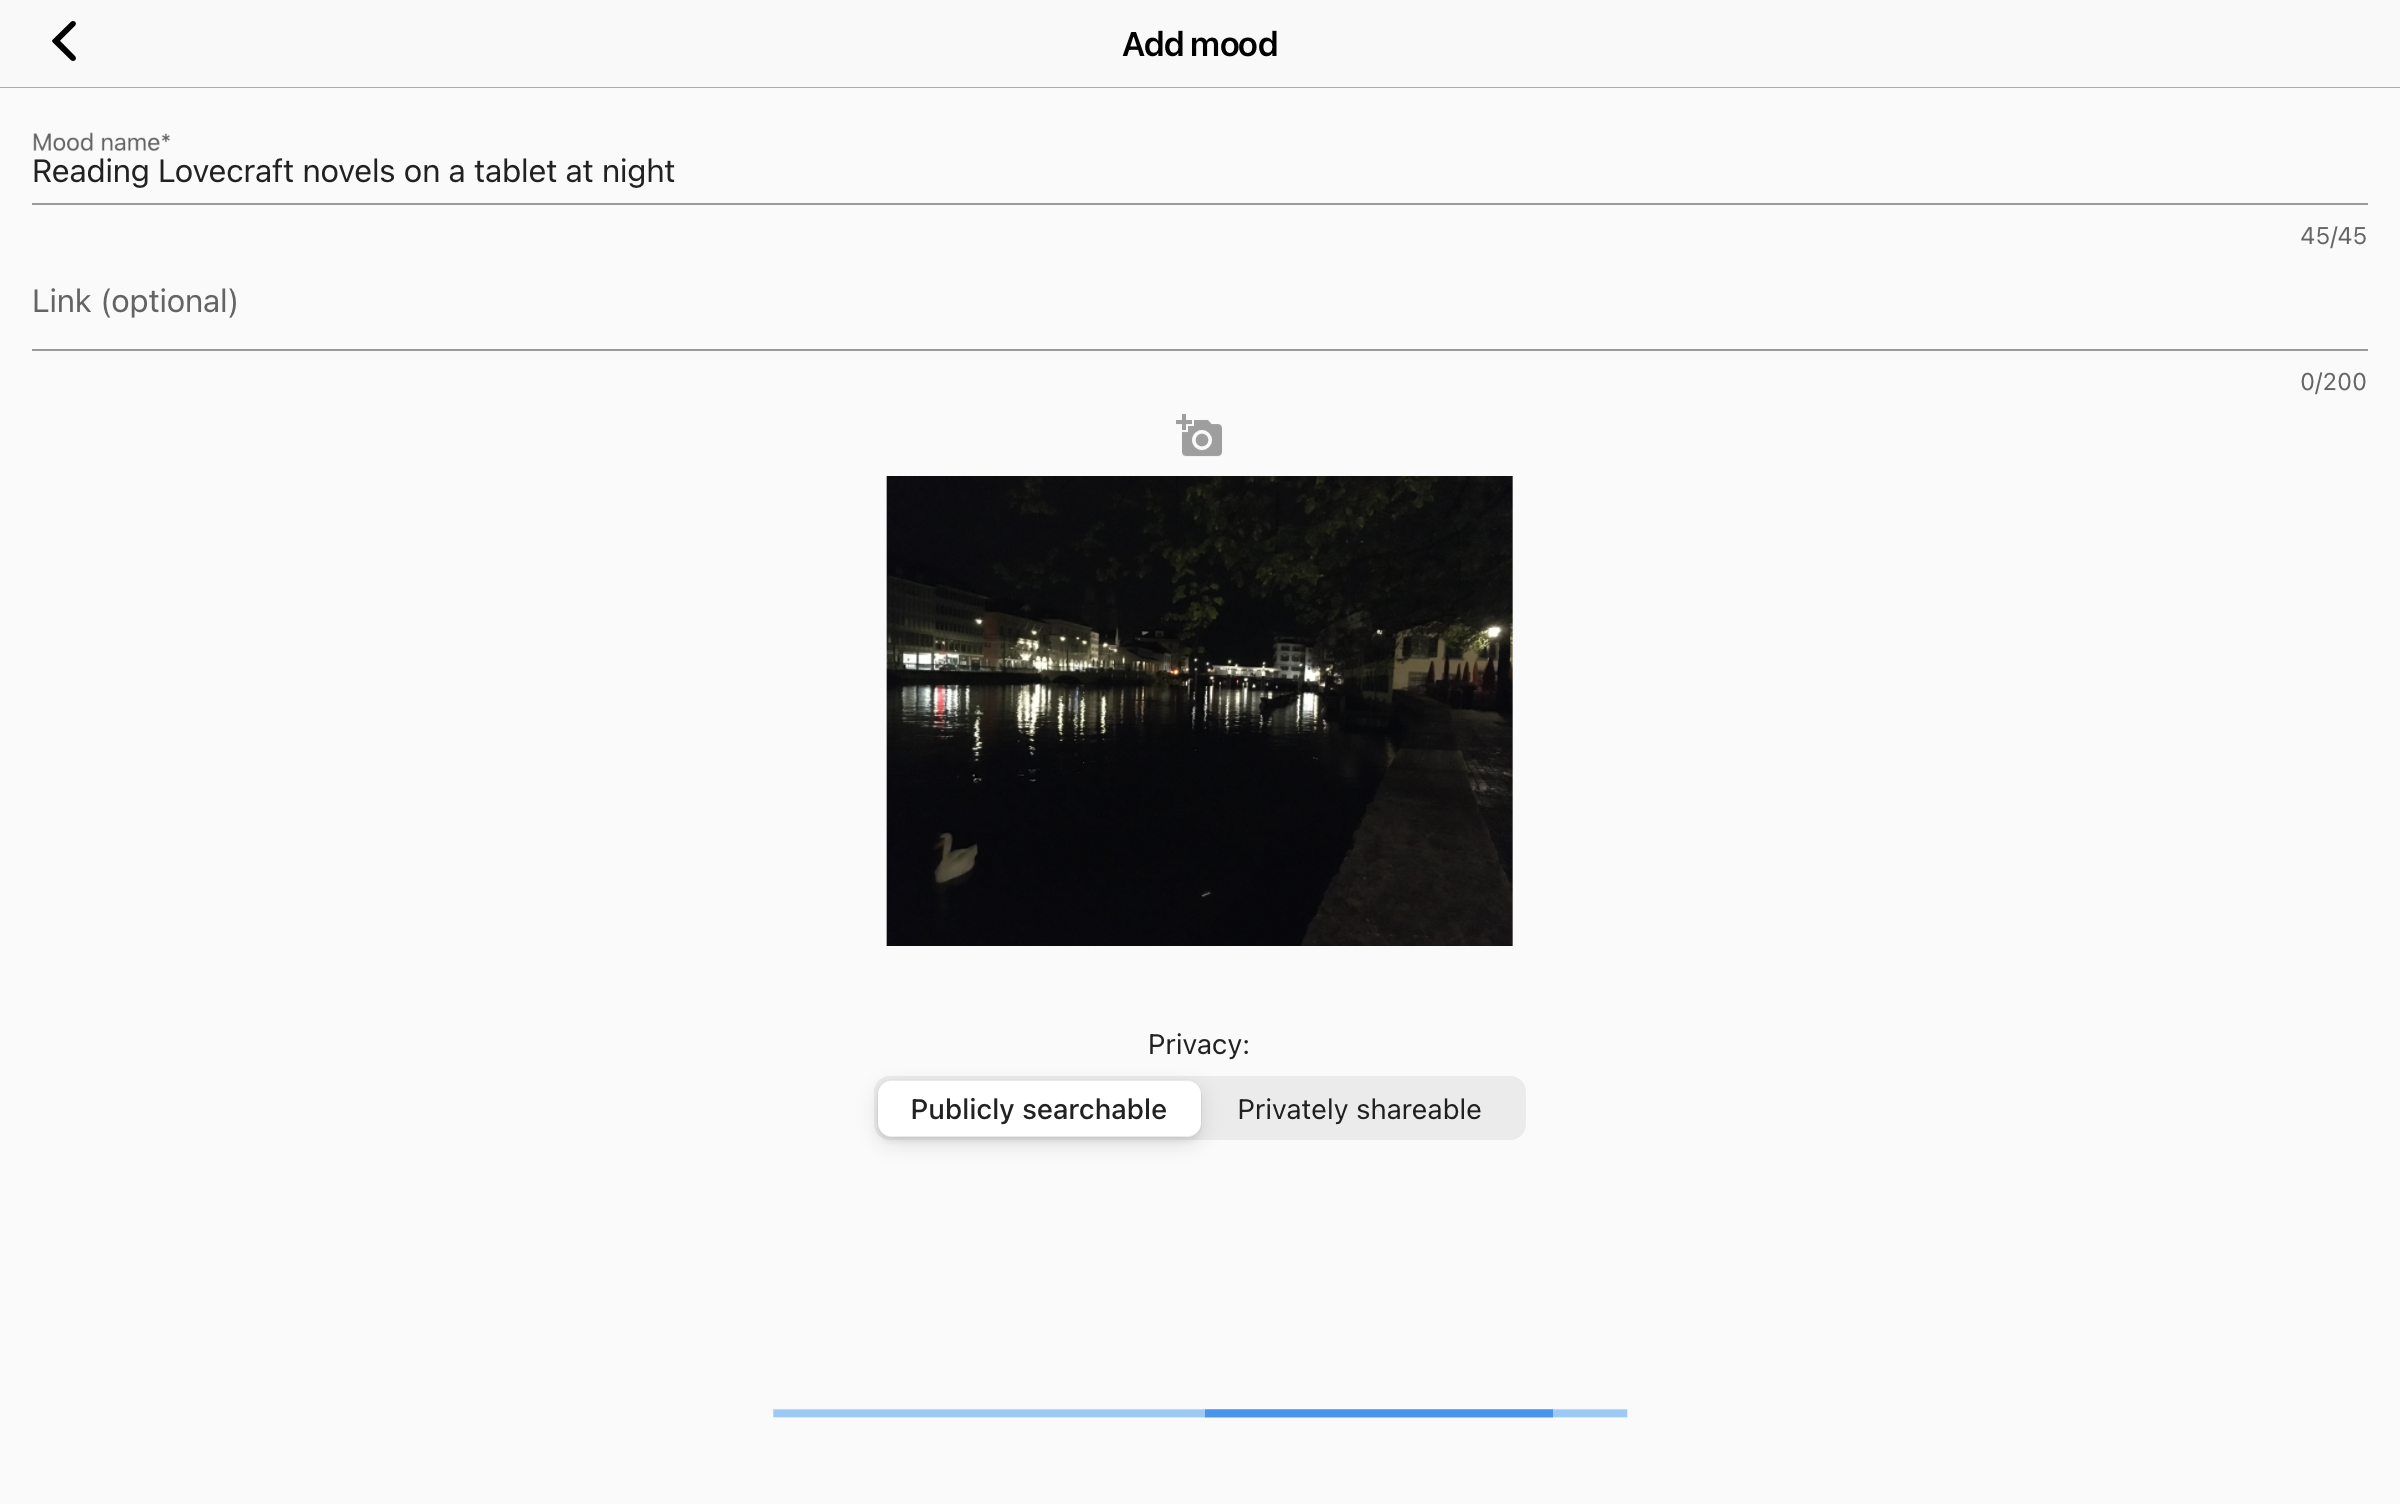 Add mood
Mood name*
Reading Lovecraft novels on a tablet at night
45/45
Link (optional)
0/200
Privacy:
Publicly searchable
Privately shareable